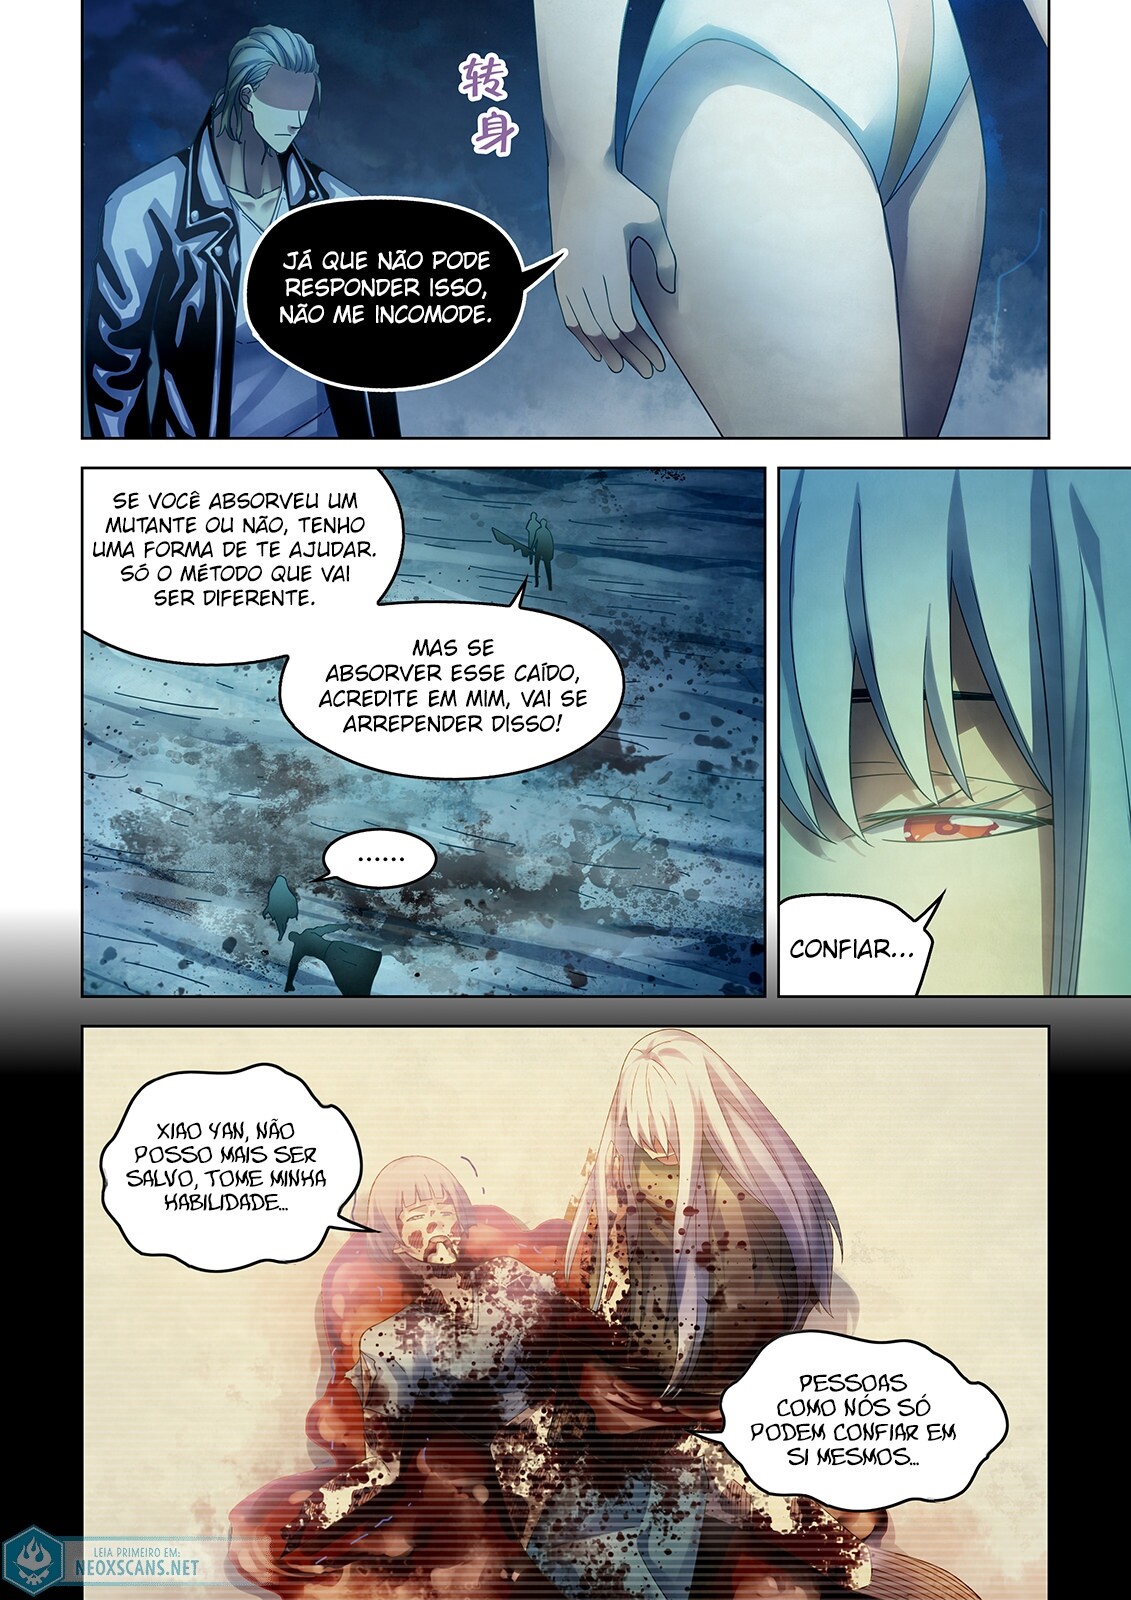 转身
JÁ QUE NÃO PODE
RESPONDER ISSO,
NÃO ME INCOMODE.
SE VOCÊ ABSORVEU UM
MUTANTE OU NÃO, TENHO
UMA FORMA DE TE AJUDAR.
SÓ O MÉTODO QUE VAI
SER DIFERENTE.
MAS SE
ABSORVER ESSE CAÍDO,
ACREDITE EM MIM, VAI SE
ARREPENDER DISSO!
......
CONFIAR...
XIAO YAN, NÃO
POSSO MAIS SER
SALVO, TOME MINHA
HABILIDADE...
PESSOAS
COMO NÓS SÓ
PODEM CONFIAR EM
SI MESMOS...
LEIA PRIMEIRO EM:
NEOXSCANS.NET